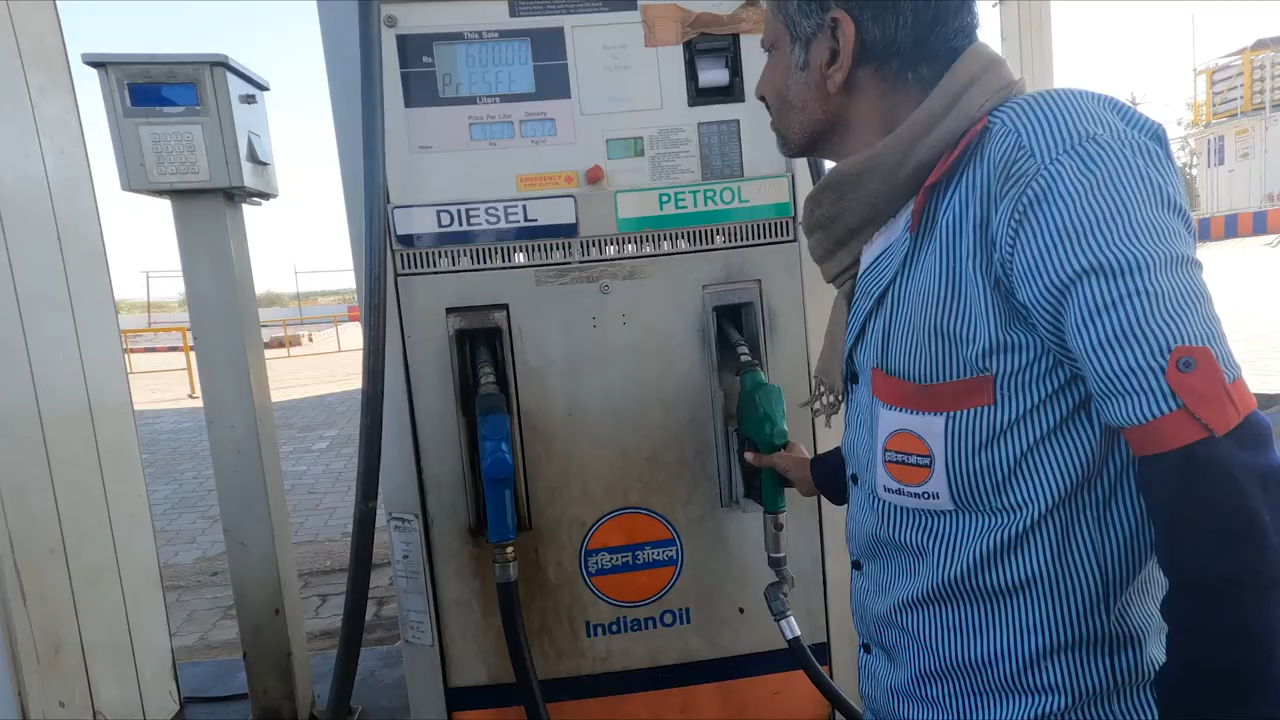 This Sale
Rs.
600.00
PrESEt
Liters
Price Per Liter
Density
Rs.
Kg/m³
EMERGENCY
STOP BUTTON
DIESEL
PETROL
इंडियन ऑयल
IndianOil
इंडियनऑयल
IndianOil